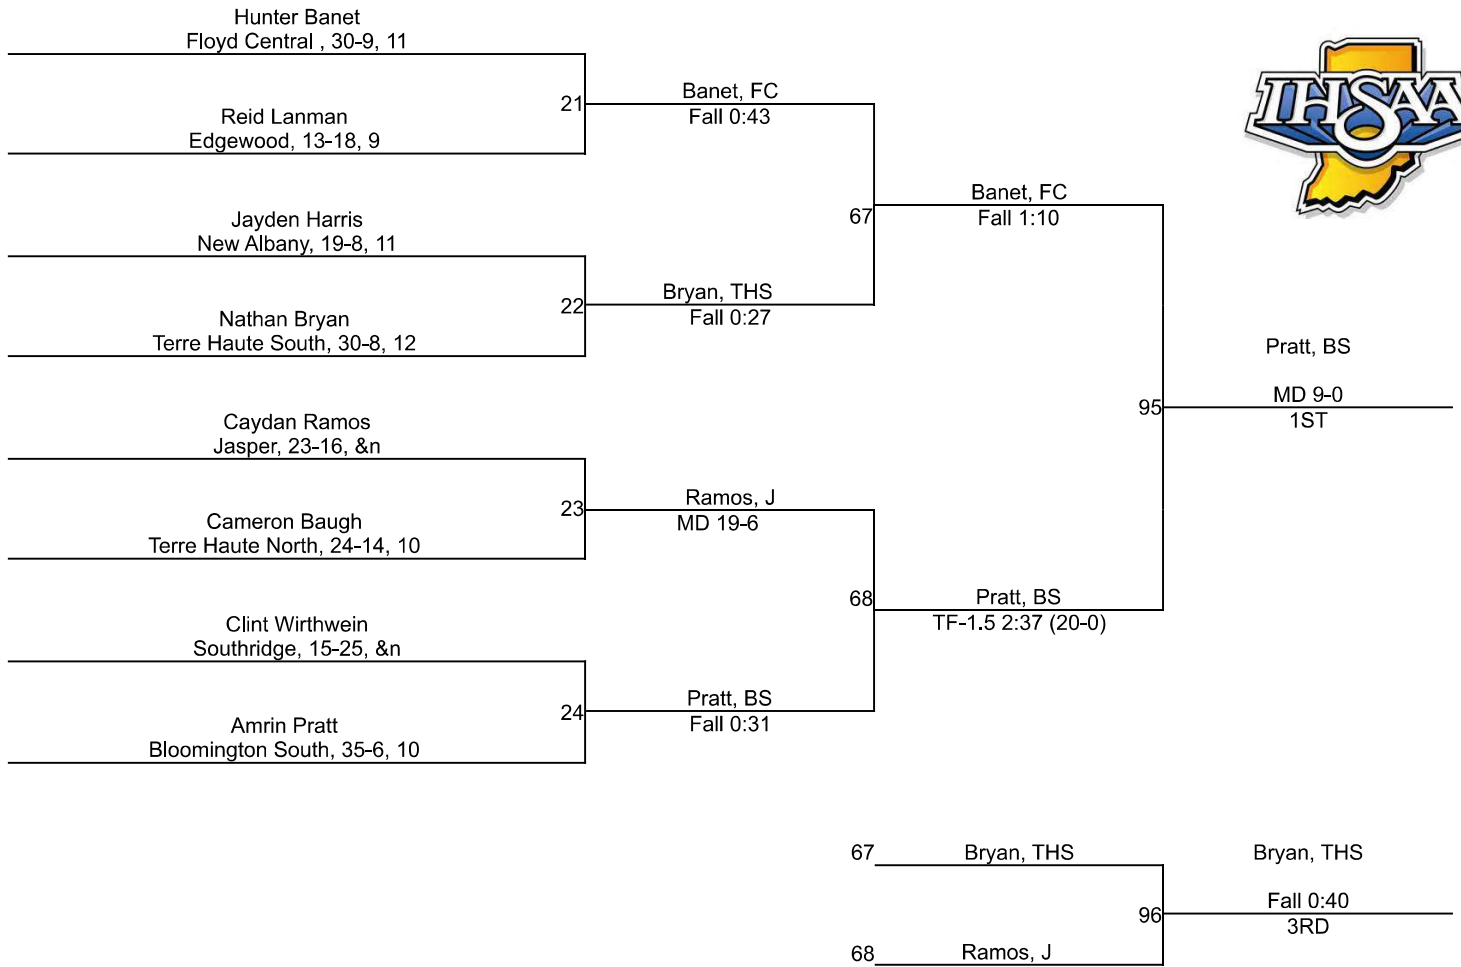 Hunter Banet
Floyd Central , 30-9, 11
Reid Lanman
Edgewood, 13-18, 9
21
Banet, FC
Fall 0:43
Jayden Harris
New Albany, 19-8, 11
Nathan Bryan
Terre Haute South, 30-8, 12
22
Bryan, THS
Fall 0:27
67
Banet, FC
Fall 1:10
Caydan Ramos
Jasper, 23-16, &n
Cameron Baugh
Terre Haute North, 24-14, 10
23
Ramos, J
MD 19-6
Clint Wirthwein
Southridge, 15-25, &n
Amrin Pratt
Bloomington South, 35-6, 10
24
Pratt, BS
Fall 0:31
68
Pratt, BS
TF-1.5 2:37 (20-0)
95
Pratt, BS
MD 9-0
1ST
IHSAA
67
Bryan, THS
68
Ramos, J
96
Bryan, THS
Fall 0:40
3RD